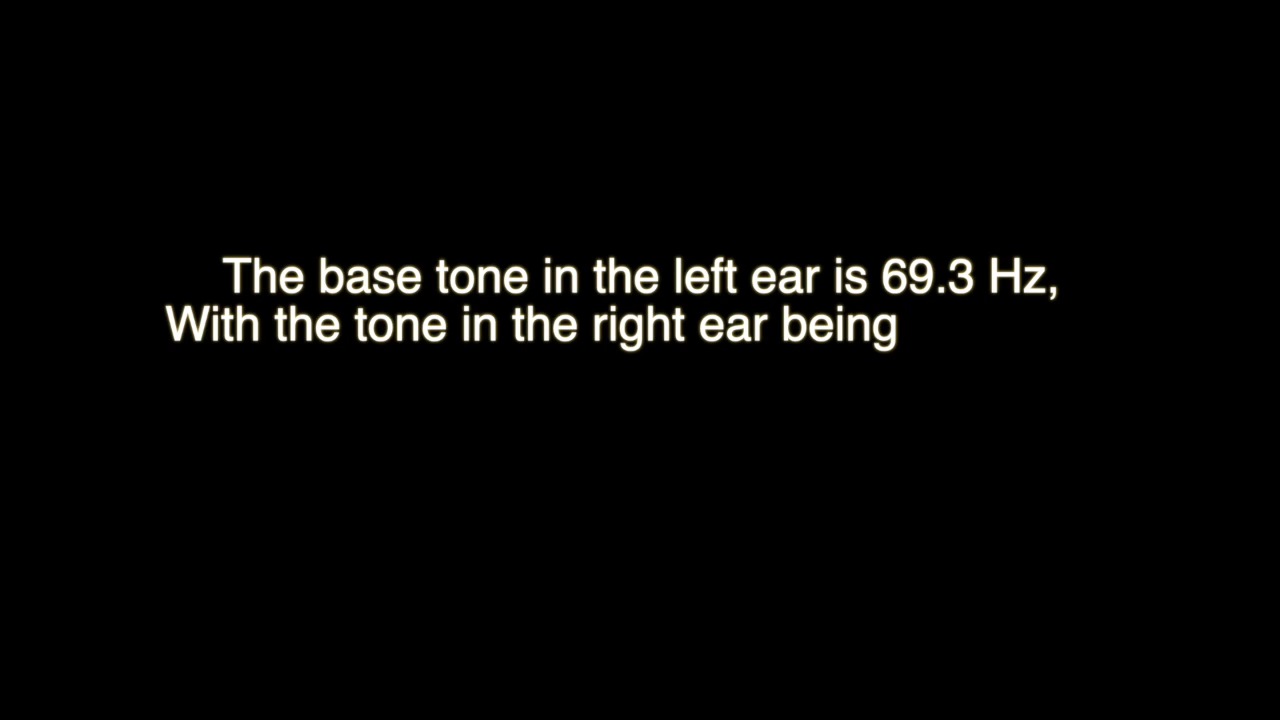 The base tone in the left ear is 69.3 Hz,
With the tone in the right ear being